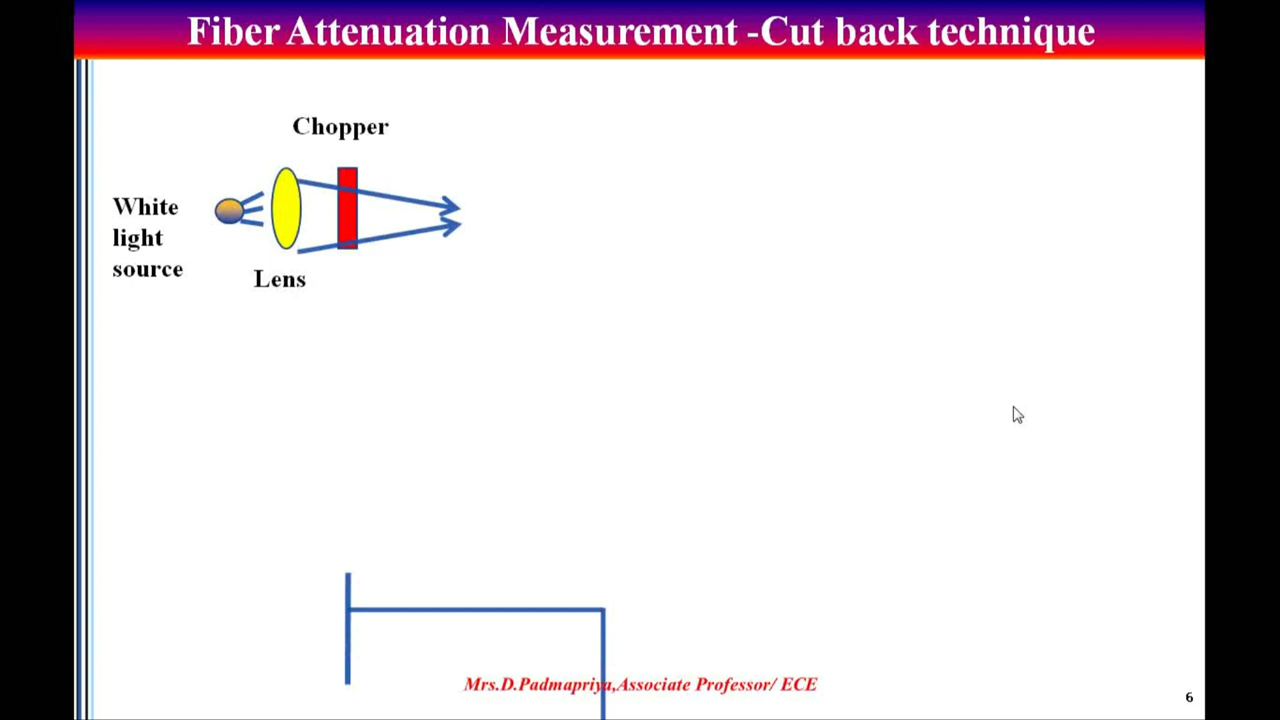 Fiber Attenuation Measurement -Cut back technique
Chopper
White
light
source
Lens
Mrs.D.Padmapriya,Associate Professor/ ECE
6